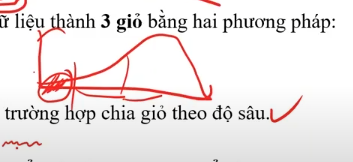 ữ liệu thành 3 giỏ bằng hai phương pháp:
trường hợp chia giỏ theo độ sâu.